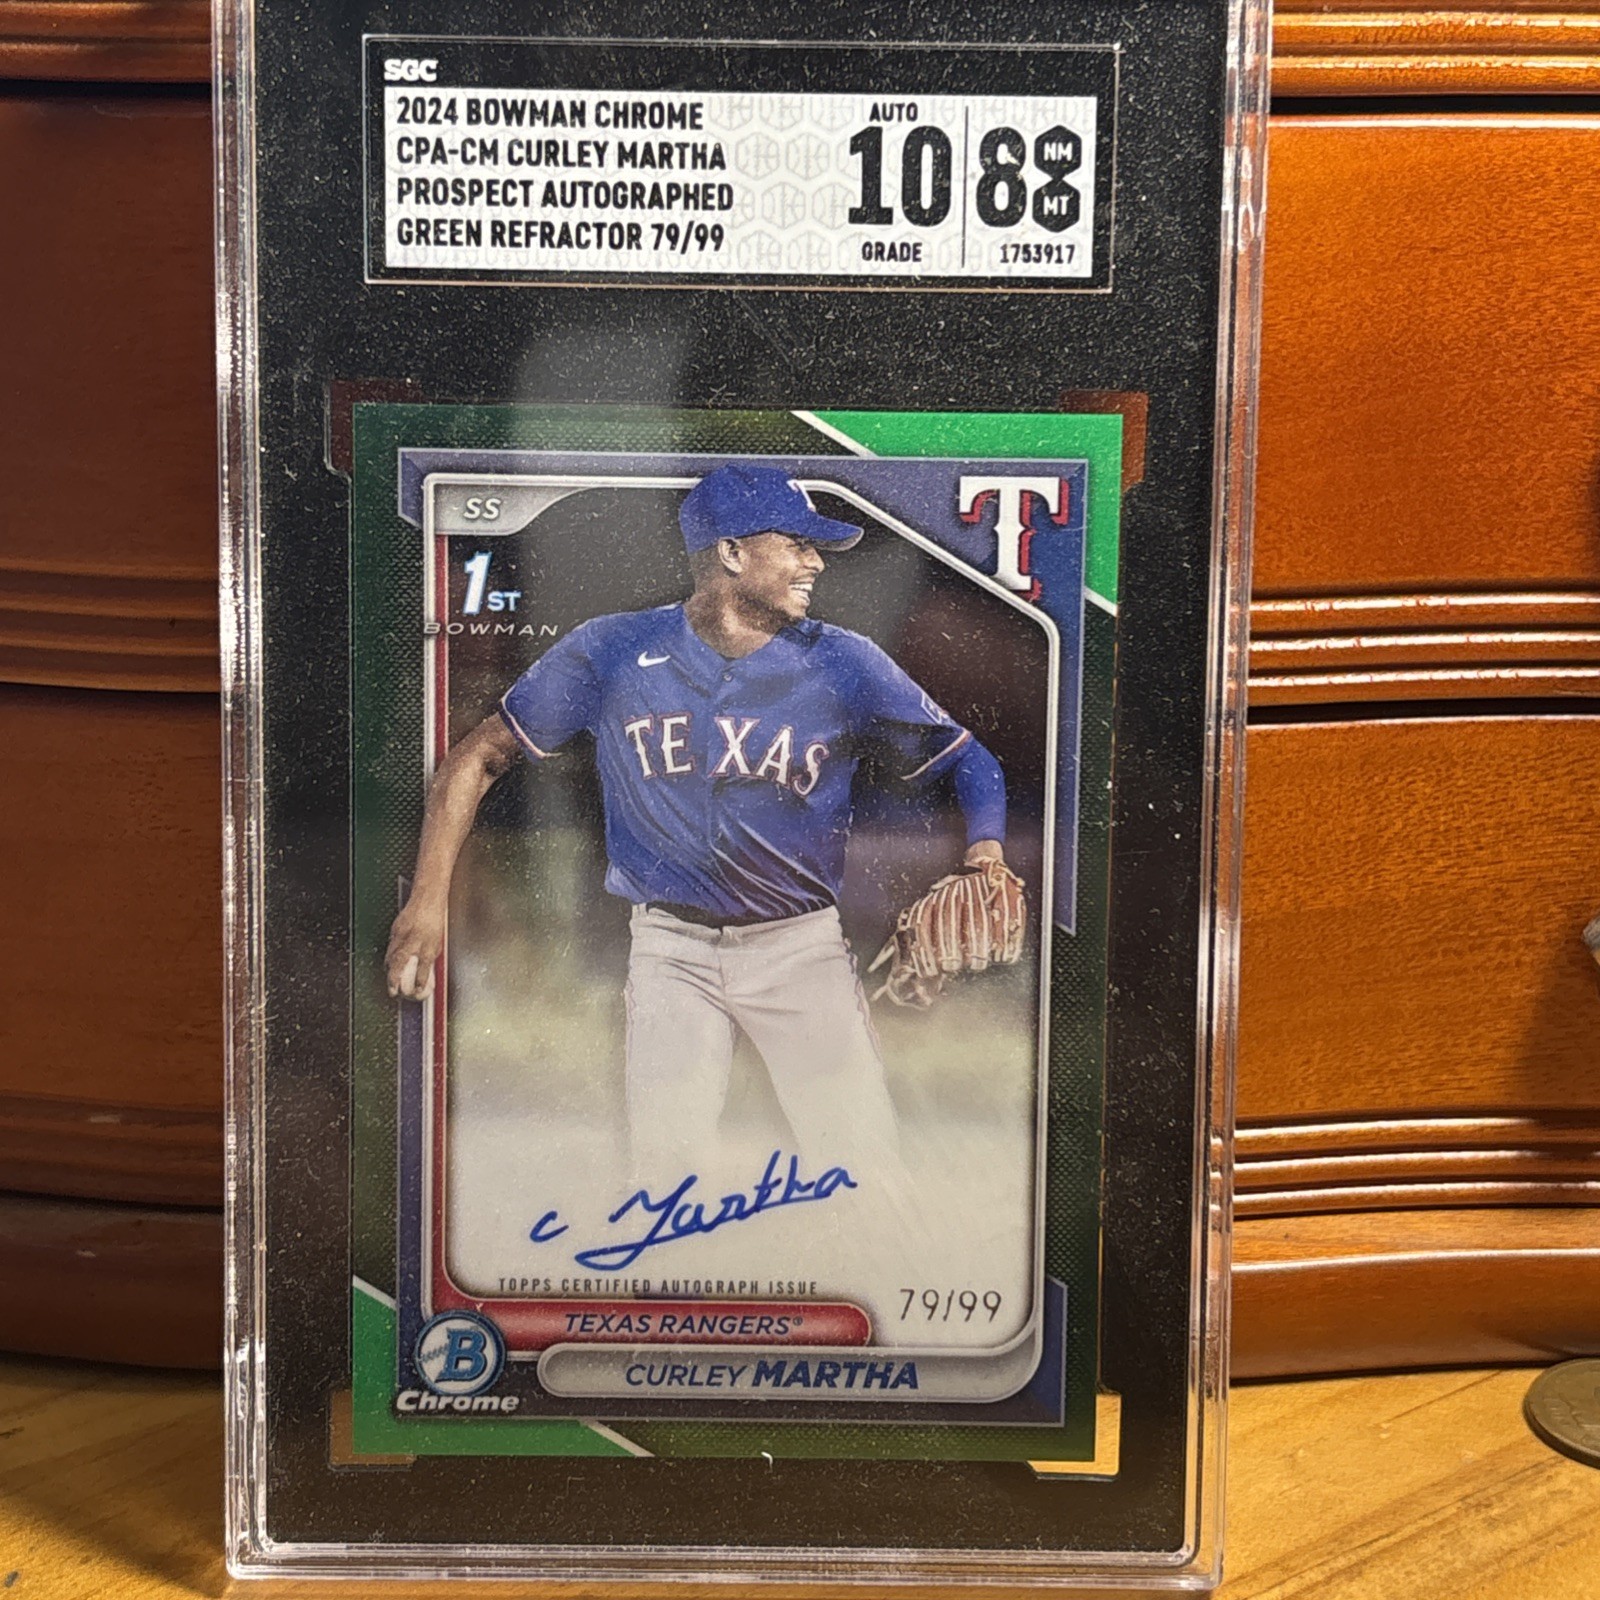 SGC
2024 BOWMAN CHROME
CPA-CM CURLEY MARTHA
PROSPECT AUTOGRAPHED
GREEN REFRACTOR 79/99
AUTO
10
GRADE
8
NM
MT
1753917
SS
T
1ST
BOWMAN
T
TEXAS
C Martha
TOPPS CERTIFIED AUTOGRAPH ISSUE
79/99
TEXAS RANGERS®
CURLEY MARTHA
B
Chrome